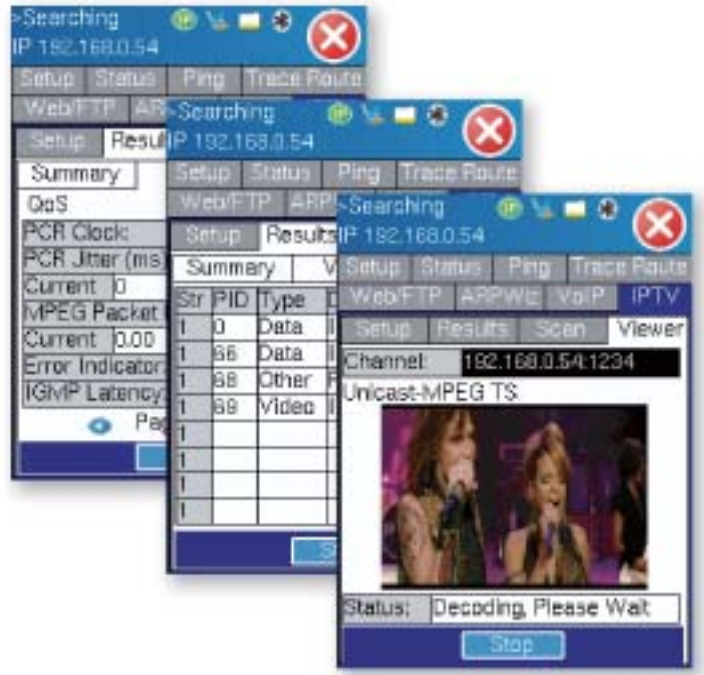 >Searching
IP 192.168.0.54
Setup Status Ping Trace Route
Web/FTP
Setup
Summary
QoS
PCR Clock:
PCR Jitter (ms)
Current 0
MPEG Packet
Current 0.00
Error Indicator:
IGMP Latency:
>Searching
IP 192.168.0.54
Setup Status Ping Trace Route
Web/FTP
Setup Results
Summary V
Str PID Type
1 0 Data
1 66 Data
1 68 Other
1 69 Video
1
1
1
1
>Searching
IP 192.168.0.54
Setup Status Ping Trace Route
Web/FTP ARPWiz VoIP IPTV
Setup Results Scan Viewer
Channel: 192.168.0.54:1234
Unicast-MPEG TS
Status: Decoding, Please Wait
Stop